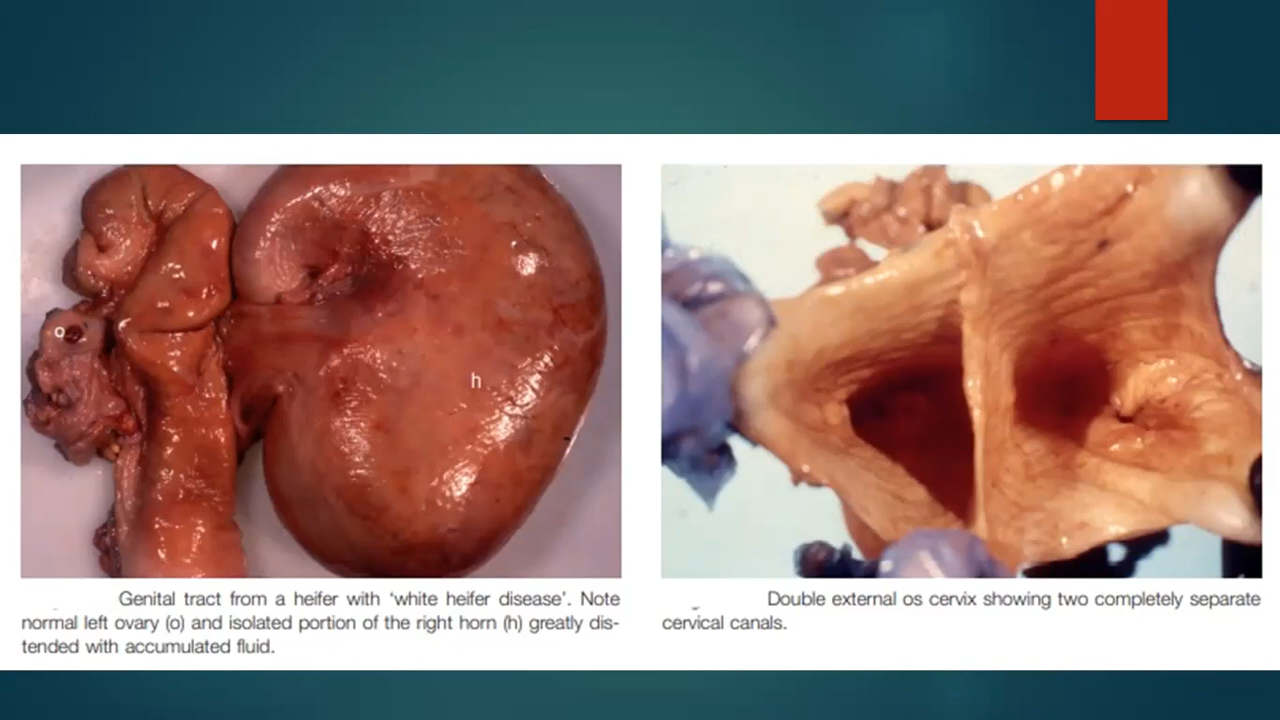 o
h
Genital tract from a heifer with ‘white heifer disease’. Note
normal left ovary (o) and isolated portion of the right horn (h) greatly dis-
tended with accumulated fluid.
Double external os cervix showing two completely separate
cervical canals.